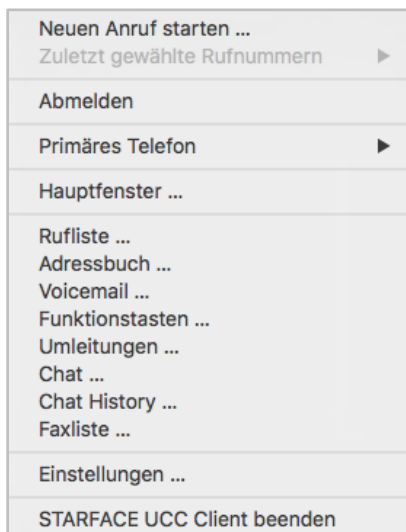 Neuen Anruf starten ...
Zuletzt gewählte Rufnummern
Abmelden
Primäres Telefon
Hauptfenster ...
Rufliste ...
Adressbuch ...
Voicemail ...
Funktionstasten ...
Umleitungen ...
Chat ...
Chat History ...
Faxliste ...
Einstellungen ...
STARFACE UCC Client beenden